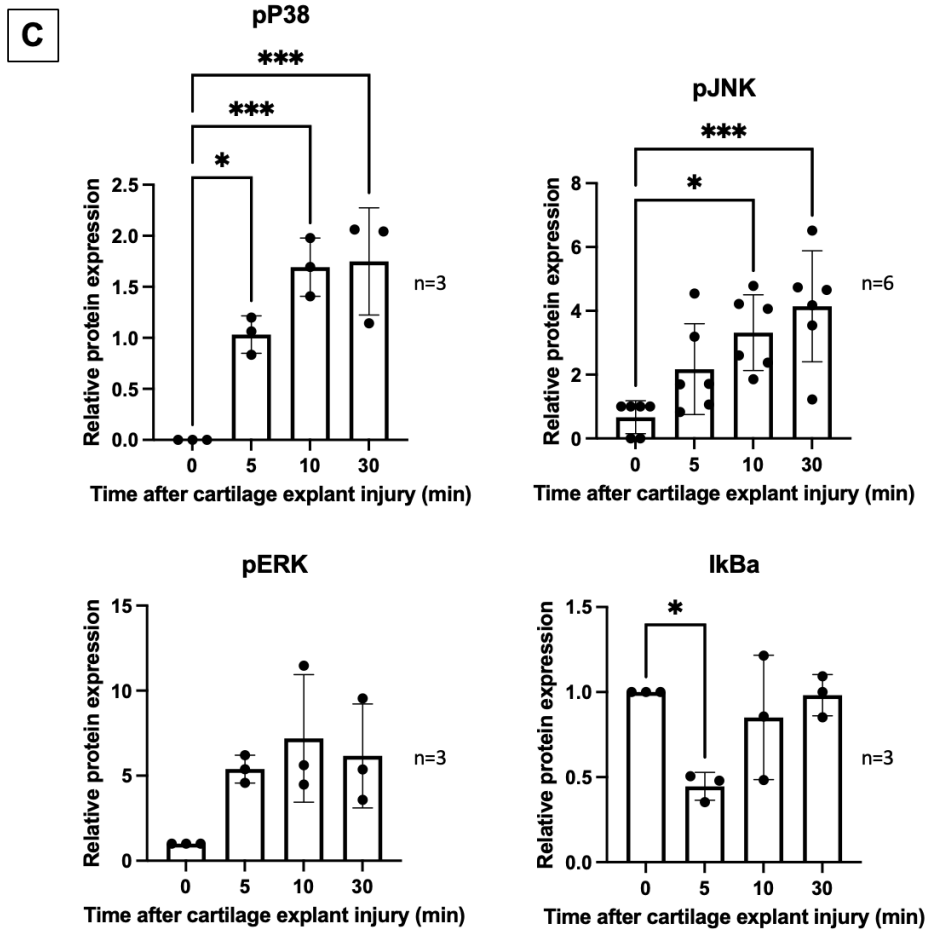 C
pP38
***
***
*
Relative protein expression
2.5
2.0
1.5
1.0
0.5
0.0
0 5 10 30
Time after cartilage explant injury (min)
n=3
pJNK
***
*
Relative protein expression
8
6
4
2
0
0 5 10 30
Time after cartilage explant injury (min)
n=6
pERK
Relative protein expression
15
10
5
0
0 5 10 30
Time after cartilage explant injury (min)
n=3
IkBa
*
Relative protein expression
1.5
1.0
0.5
0.0
0 5 10 30
Time after cartilage explant injury (min)
n=3